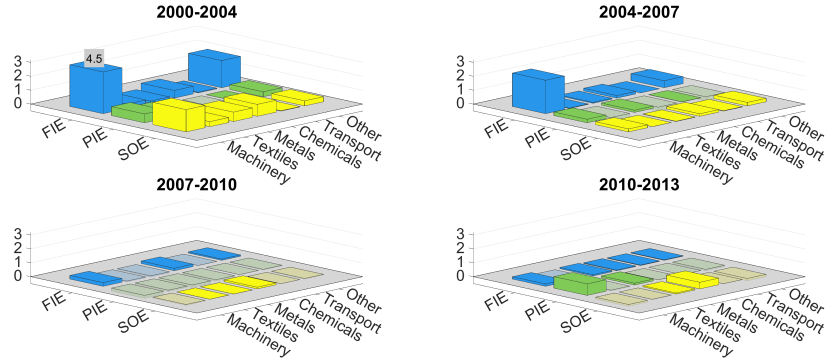 2000-2004
4.5
3
2
1
0
FIE
PIE
SOE
Machinery
Textiles
Metals
Chemicals
Transport
Other
2004-2007
3
2
1
0
FIE
PIE
SOE
Machinery
Textiles
Metals
Chemicals
Transport
Other
2007-2010
3
2
1
0
FIE
PIE
SOE
Machinery
Textiles
Metals
Chemicals
Transport
Other
2010-2013
3
2
1
0
FIE
PIE
SOE
Machinery
Textiles
Metals
Chemicals
Transport
Other